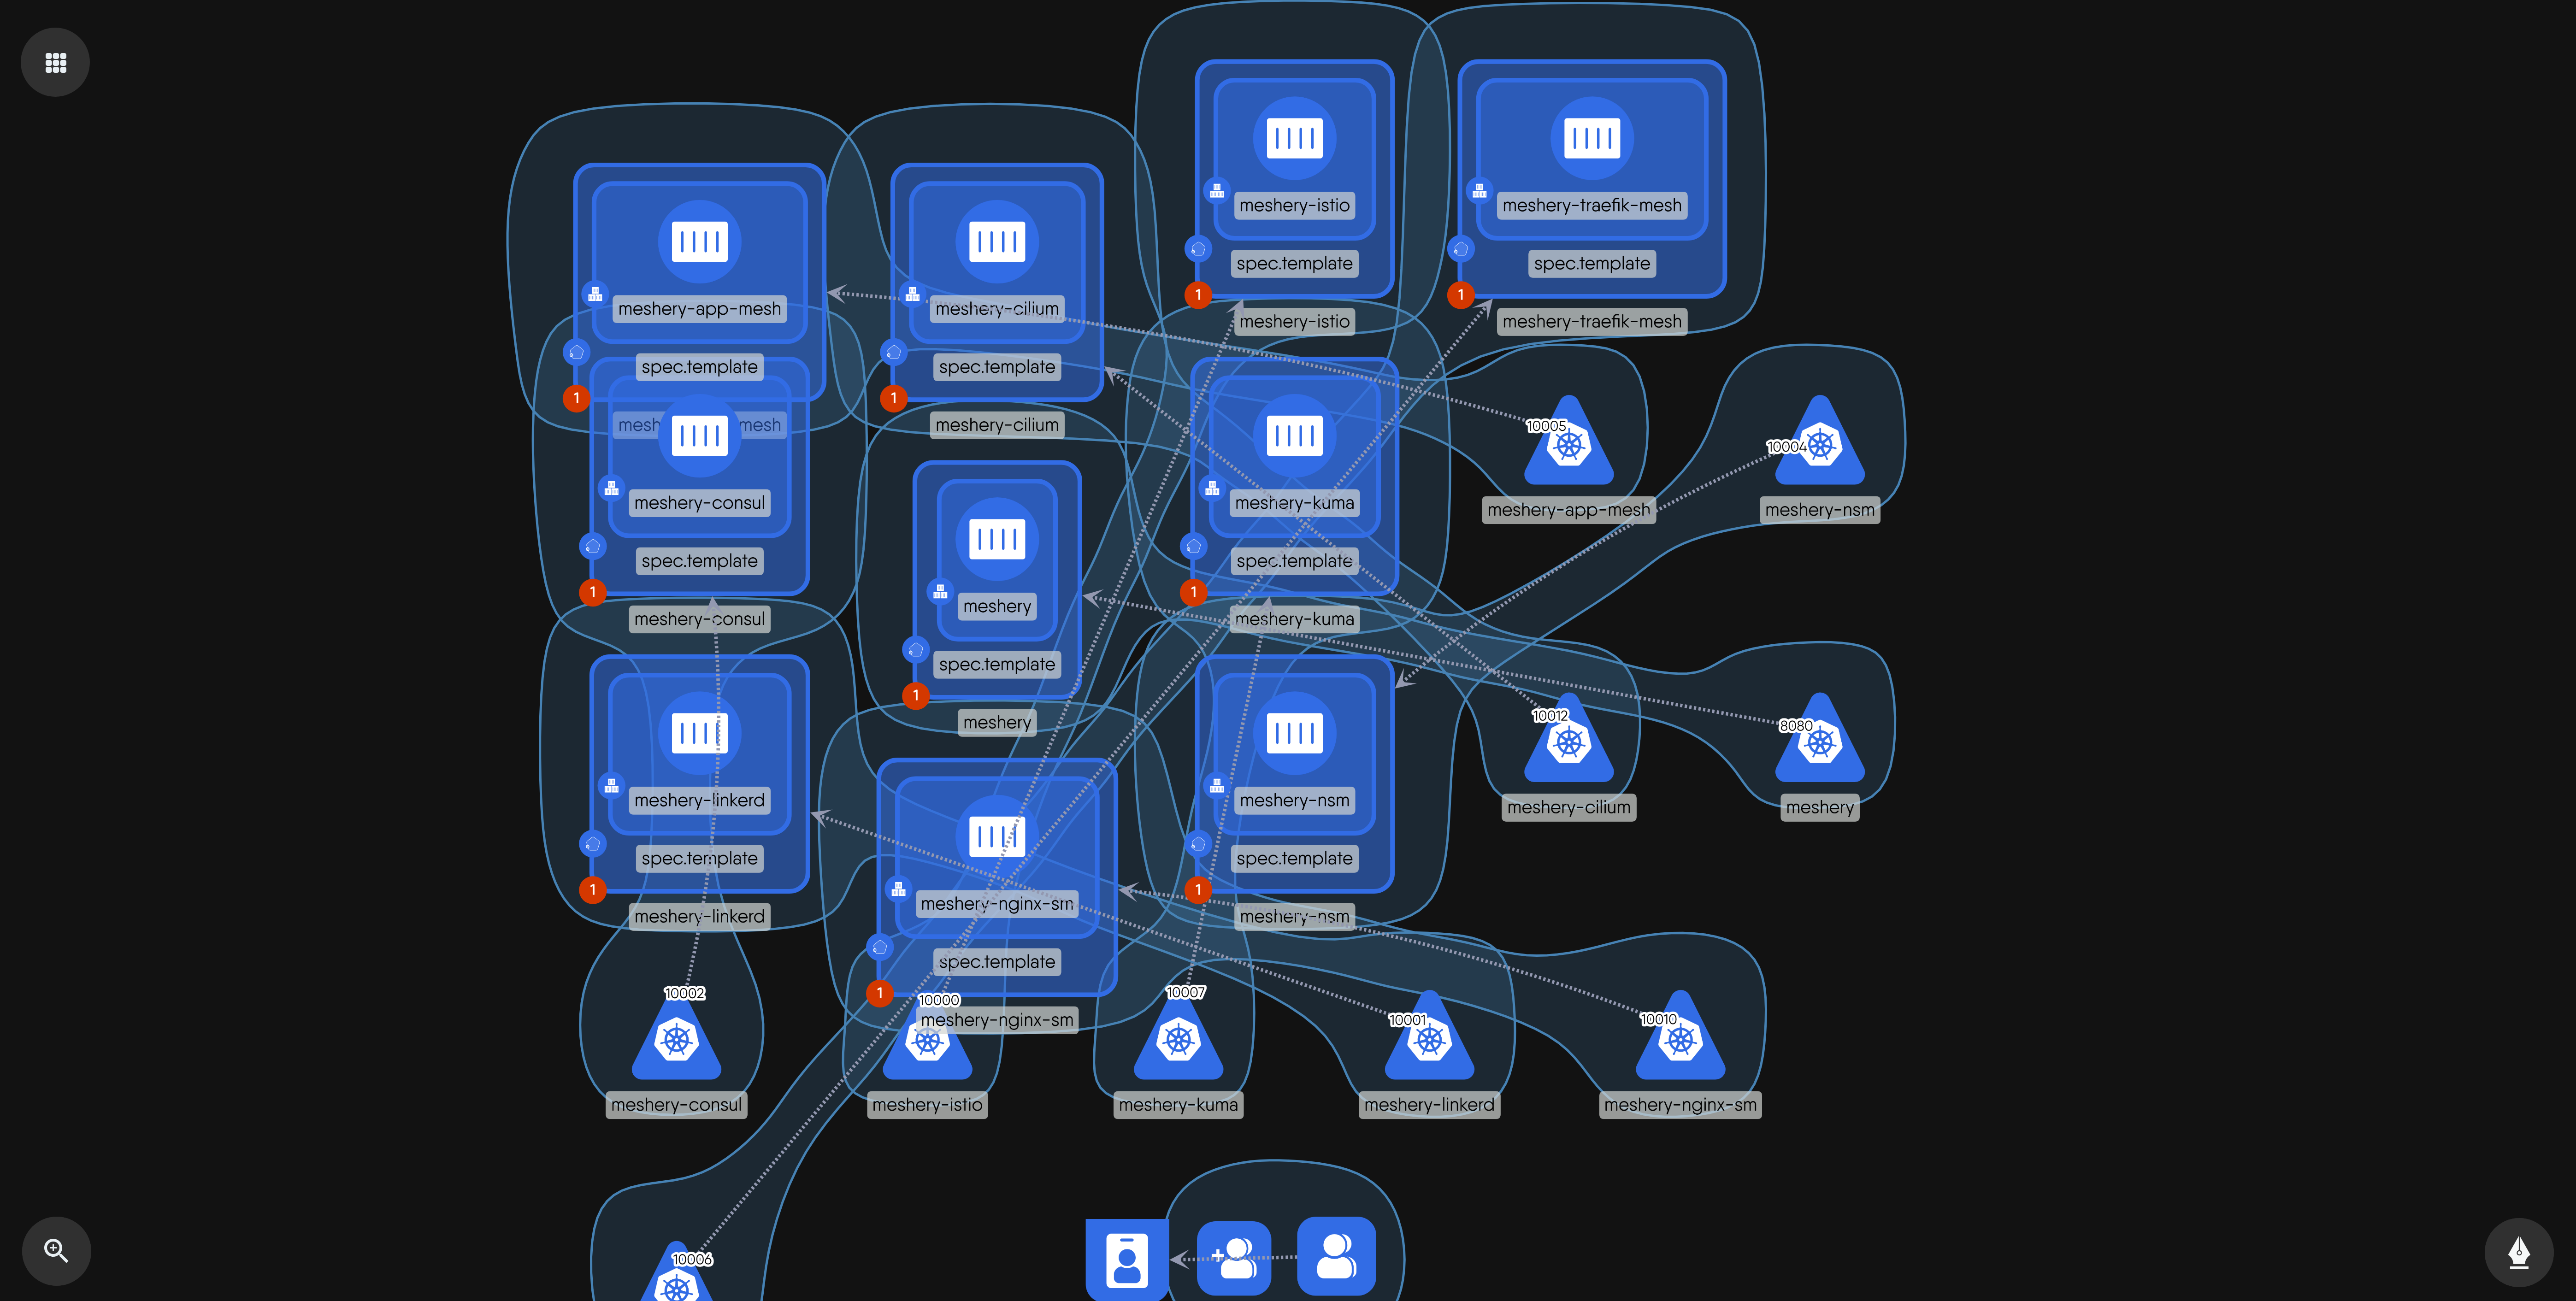 meshery-istio
spec.template
1
meshery-istio
meshery-traefik-mesh
spec.template
1
meshery-traefik-mesh
meshery-app-mesh
spec.template
1
meshery-app-mesh
meshery-cilium
spec.template
1
meshery-cilium
meshery-consul
spec.template
1
meshery-consul
meshery
spec.template
1
meshery
meshery-kuma
spec.template
1
meshery-kuma
10005
meshery-app-mesh
10004
meshery-nsm
meshery-linkerd
spec.template
1
meshery-linkerd
meshery-nginx-sm
spec.template
1
meshery-nginx-sm
meshery-nsm
spec.template
1
meshery-nsm
10012
meshery-cilium
8080
meshery
10002
meshery-consul
10000
meshery-istio
10007
meshery-kuma
10001
meshery-linkerd
10010
meshery-nginx-sm
10006